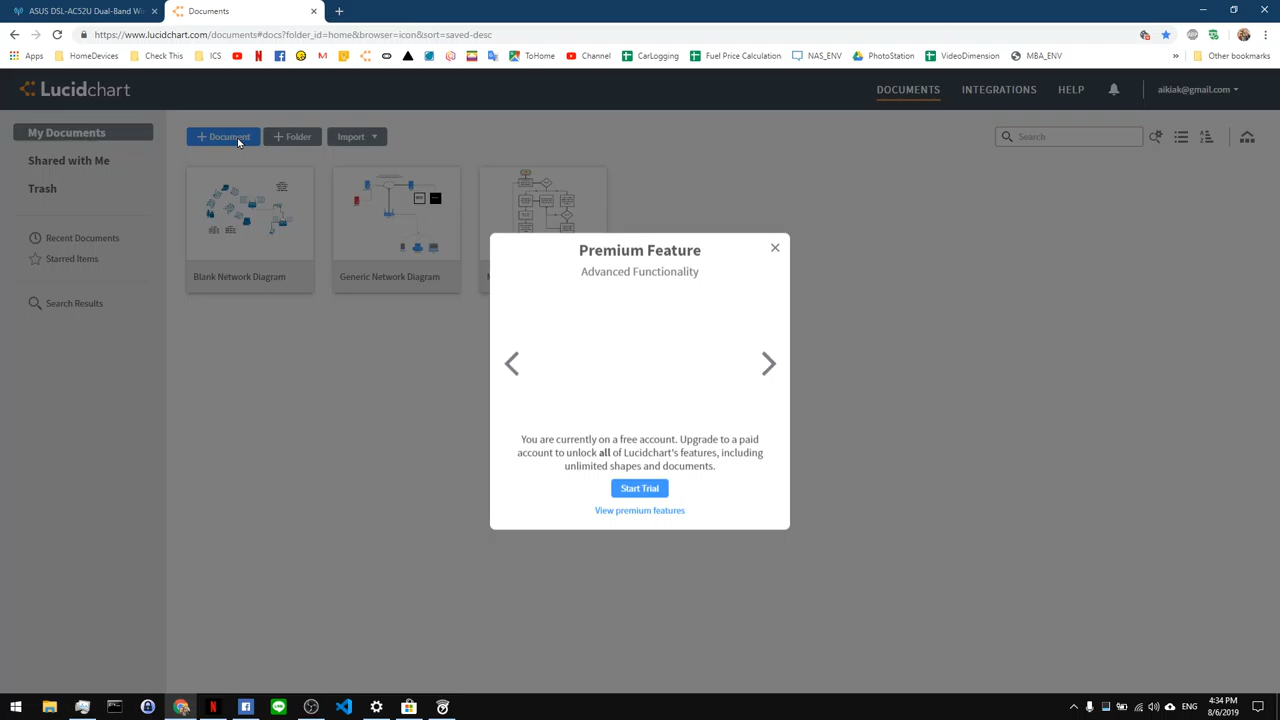 ASUS DSL-AC52U Dual-Band Wi
Documents
https://www.lucidchart.com/documents#docs?folder_id=home&browser=icon&sort=saved-desc
Apps
HomeDevices
Check This
ICS
ToHome
Channel
CarLogging
Fuel Price Calculation
NAS_ENV
PhotoStation
VideoDimension
MBA_ENV
Other bookmarks
Lucidchart
DOCUMENTS
INTEGRATIONS
HELP
aikiak@gmail.com
My Documents
Shared with Me
Trash
Recent Documents
Starred Items
Search Results
+ Document
+ Folder
Import
Search
Blank Network Diagram
Generic Network Diagram
Premium Feature
Advanced Functionality
You are currently on a free account. Upgrade to a paid
account to unlock all of Lucidchart's features, including
unlimited shapes and documents.
Start Trial
View premium features
4:34 PM
8/6/2019